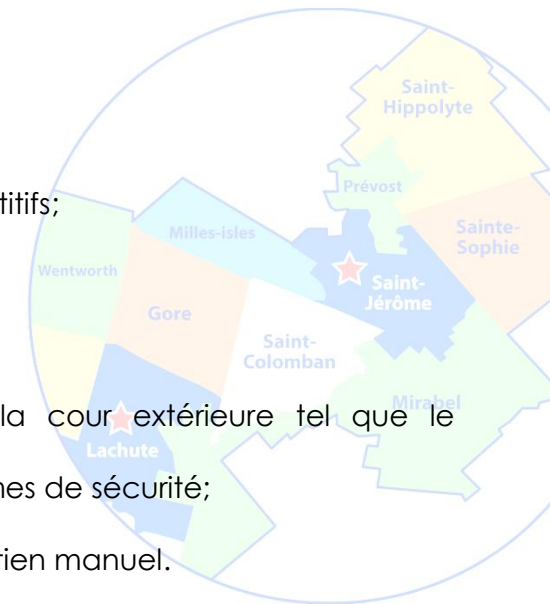 Saint-
Hippolyte
titifs;
Prévost
Milles-isles
Sainte-
Sophie
Wentworth
Saint-
Jérôme
Gore
Saint-
Colomban
la cour extérieure tel que le
Mirabel
Lachute
nes de sécurité;
tien manuel.